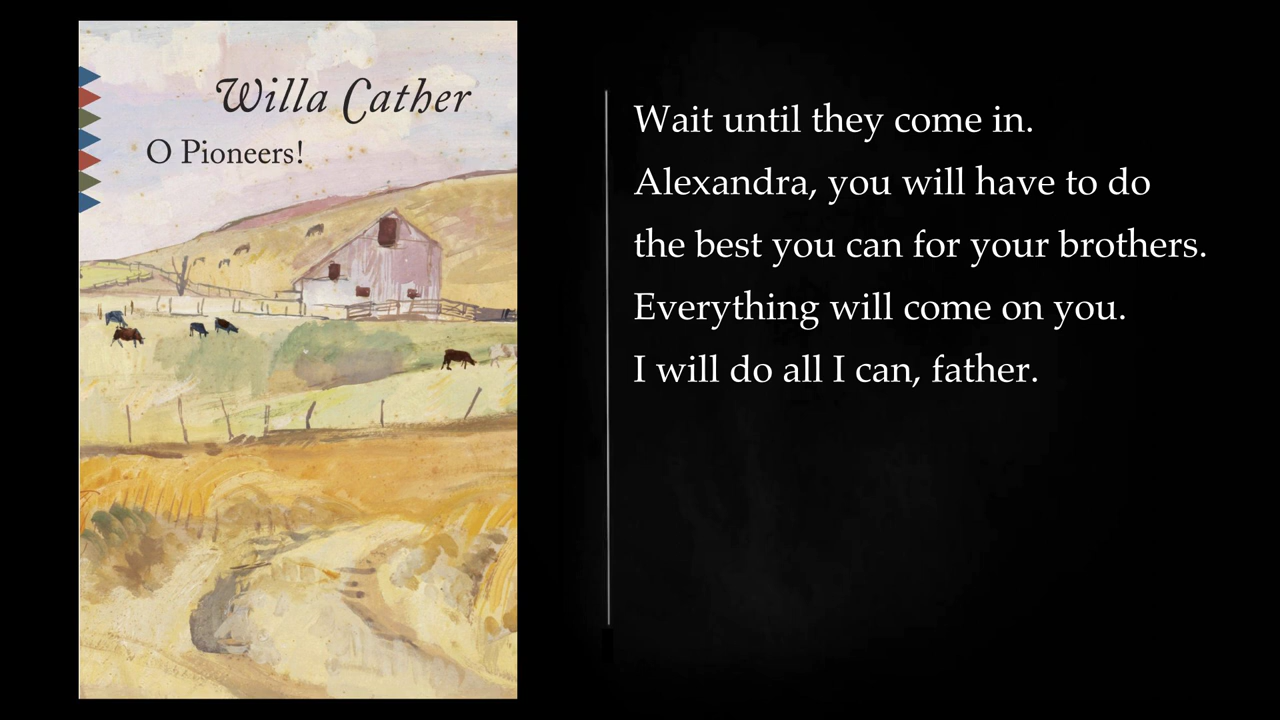 Willa Cather
O Pioneers!
Wait until they come in.
Alexandra, you will have to do
the best you can for your brothers.
Everything will come on you.
I will do all I can, father.